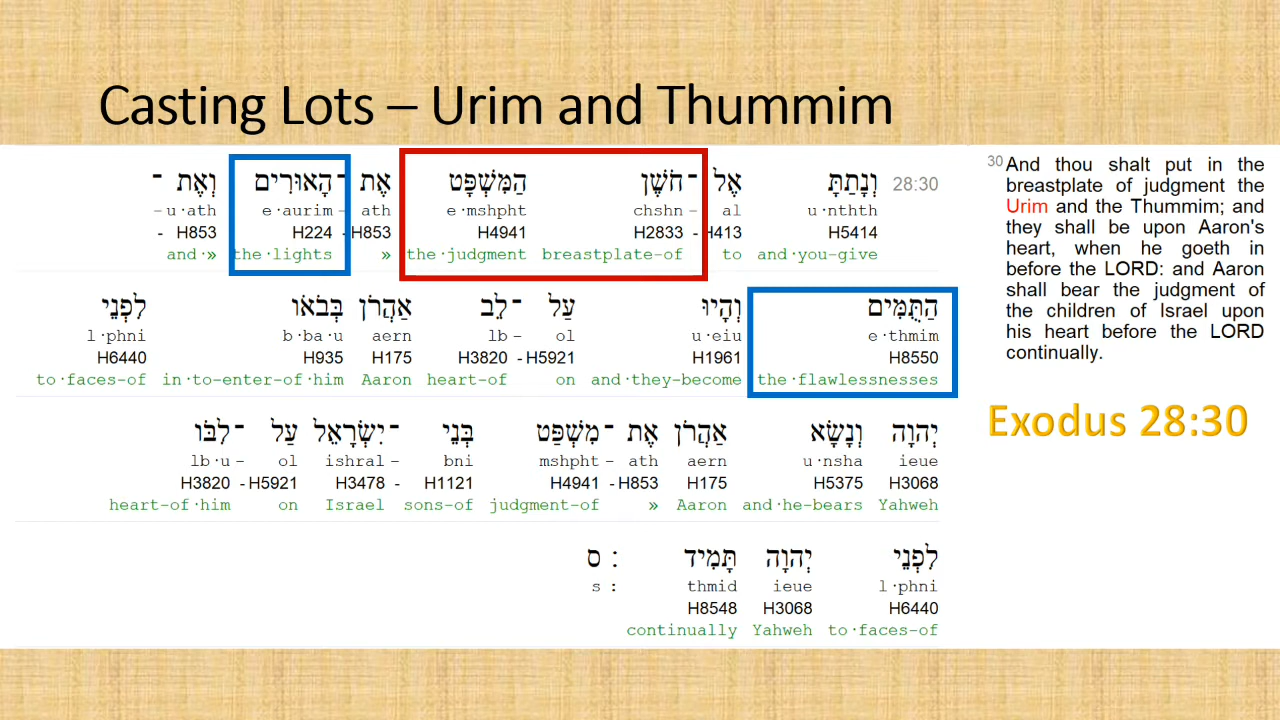 Casting Lots – Urim and Thummim
28:30 וְנָתַתָּ אֶל ־חֹשֶׁן הַמִּשְׁפָּט אֶת ־הָאוּרִים וְאֶת ־
–u·ath e·aurim – ath e·mshpht chshn – al u·nthth
- H853 H224 -H853 H4941 H2833 -H413 H5414
and·» the·lights » the·judgment breastplate-of to and·you-give
הַתֻּמִּים וְהָיוּ עַל ־לֵב אַהֲרֹן בְּבֹאוֹ לִפְנֵי
l·phni b·ba·u aern lb – ol u·eiu e·thmim
H6440 H935 H175 H3820 -H5921 H1961 H8550
to·faces-of in·to-enter-of·him Aaron heart-of on and·they-become the·flawlessnesses
יְהוָה וְנָשָׂא אַהֲרֹן אֶת ־מִשְׁפַּט בְּנֵי ־יִשְׂרָאֵל עַל ־לִבּוֹ
lb·u – ol ishral – bni mshpht – ath aern u·nsha ieue
H3820 -H5921 H3478 - H1121 H4941 -H853 H175 H5375 H3068
heart-of·him on Israel sons-of judgment-of » Aaron and·he-bears Yahweh
לִפְנֵי יְהוָה תָּמִיד : ס
s : thmid ieue l·phni
H8548 H3068 H6440
continually Yahweh to·faces-of
30 And thou shalt put in the
breastplate of judgment the
Urim and the Thummim; and
they shall be upon Aaron's
heart, when he goeth in
before the LORD: and Aaron
shall bear the judgment of
the children of Israel upon
his heart before the LORD
continually.
Exodus 28:30